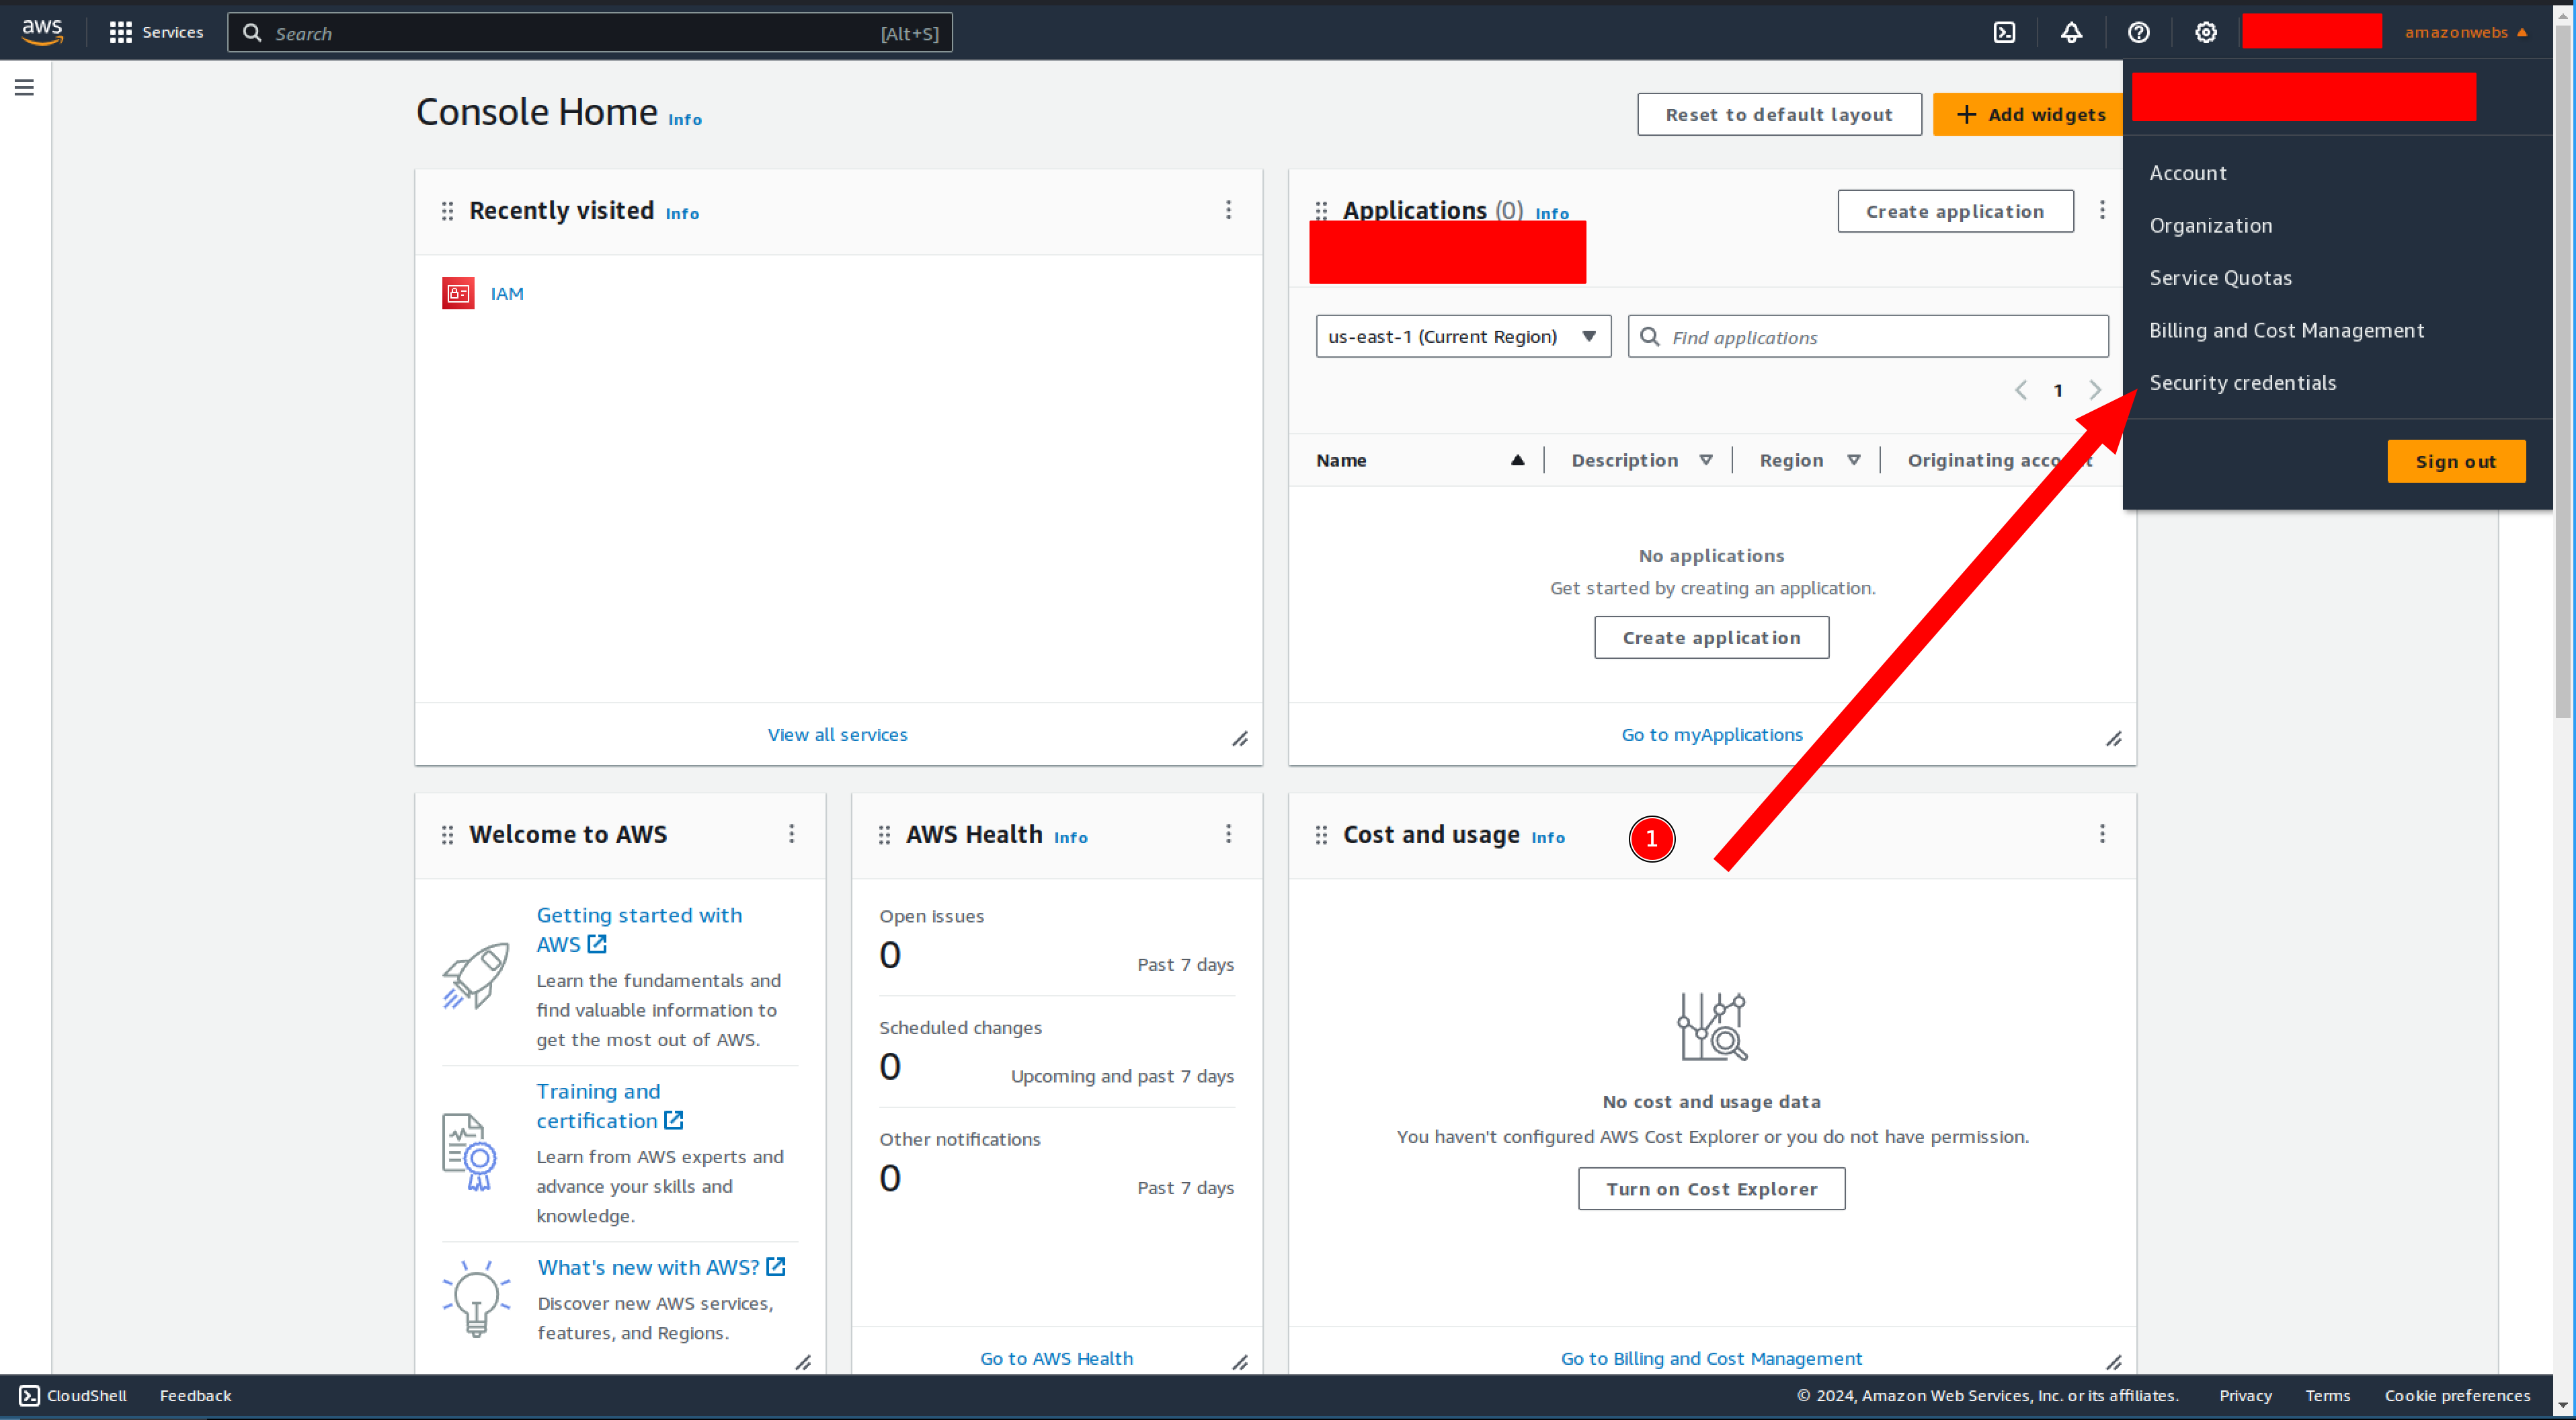 aws
Services
Search
[Alt+S]
amazonwebs
Console Home Info
Reset to default layout
Add widgets
Account
Organization
Service Quotas
Billing and Cost Management
Security credentials
Sign out
Recently visited Info
IAM
View all services
Applications (0) Info
Create application
us-east-1 (Current Region)
Find applications
1
Name
Description
Region
Originating
No applications
Get started by creating an application.
Create application
Go to myApplications
Welcome to AWS
Getting started with
AWS
Learn the fundamentals and
find valuable information to
get the most out of AWS.
Training and
certification
Learn from AWS experts and
advance your skills and
knowledge.
What's new with AWS?
Discover new AWS services,
features, and Regions.
AWS Health Info
Open issues
0
Past 7 days
Scheduled changes
0
Upcoming and past 7 days
Other notifications
0
Past 7 days
Go to AWS Health
Cost and usage Info
1
No cost and usage data
You haven't configured AWS Cost Explorer or you do not have permission.
Turn on Cost Explorer
Go to Billing and Cost Management
CloudShell
Feedback
© 2024, Amazon Web Services, Inc. or its affiliates.
Privacy
Terms
Cookie preferences